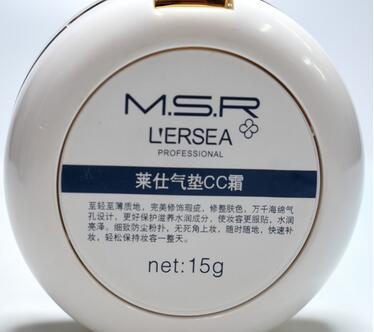 M.S.R
L'ERSEA
PROFESSIONAL
莱仕气垫CC霜
至轻至薄质地，完美修饰瑕疵，修整肤色，万千海绵气
孔设计，更好保护滋养水润成分，使妆容更服贴，水润
亮泽。细致防尘粉扑，无死角上妆，随时随地，快速补
妆，轻松保持妆容一整天。
net:15g